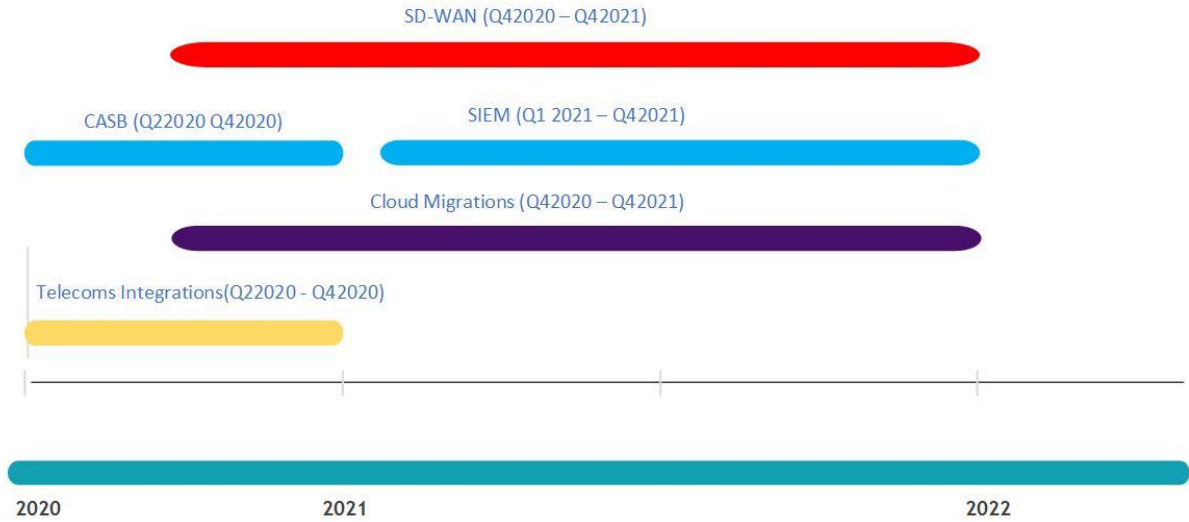 SD-WAN (Q42020 – Q42021)
CASB (Q22020 Q42020)
SIEM (Q1 2021 – Q42021)
Cloud Migrations (Q42020 – Q42021)
Telecoms Integrations(Q22020 - Q42020)
2020
2021
2022